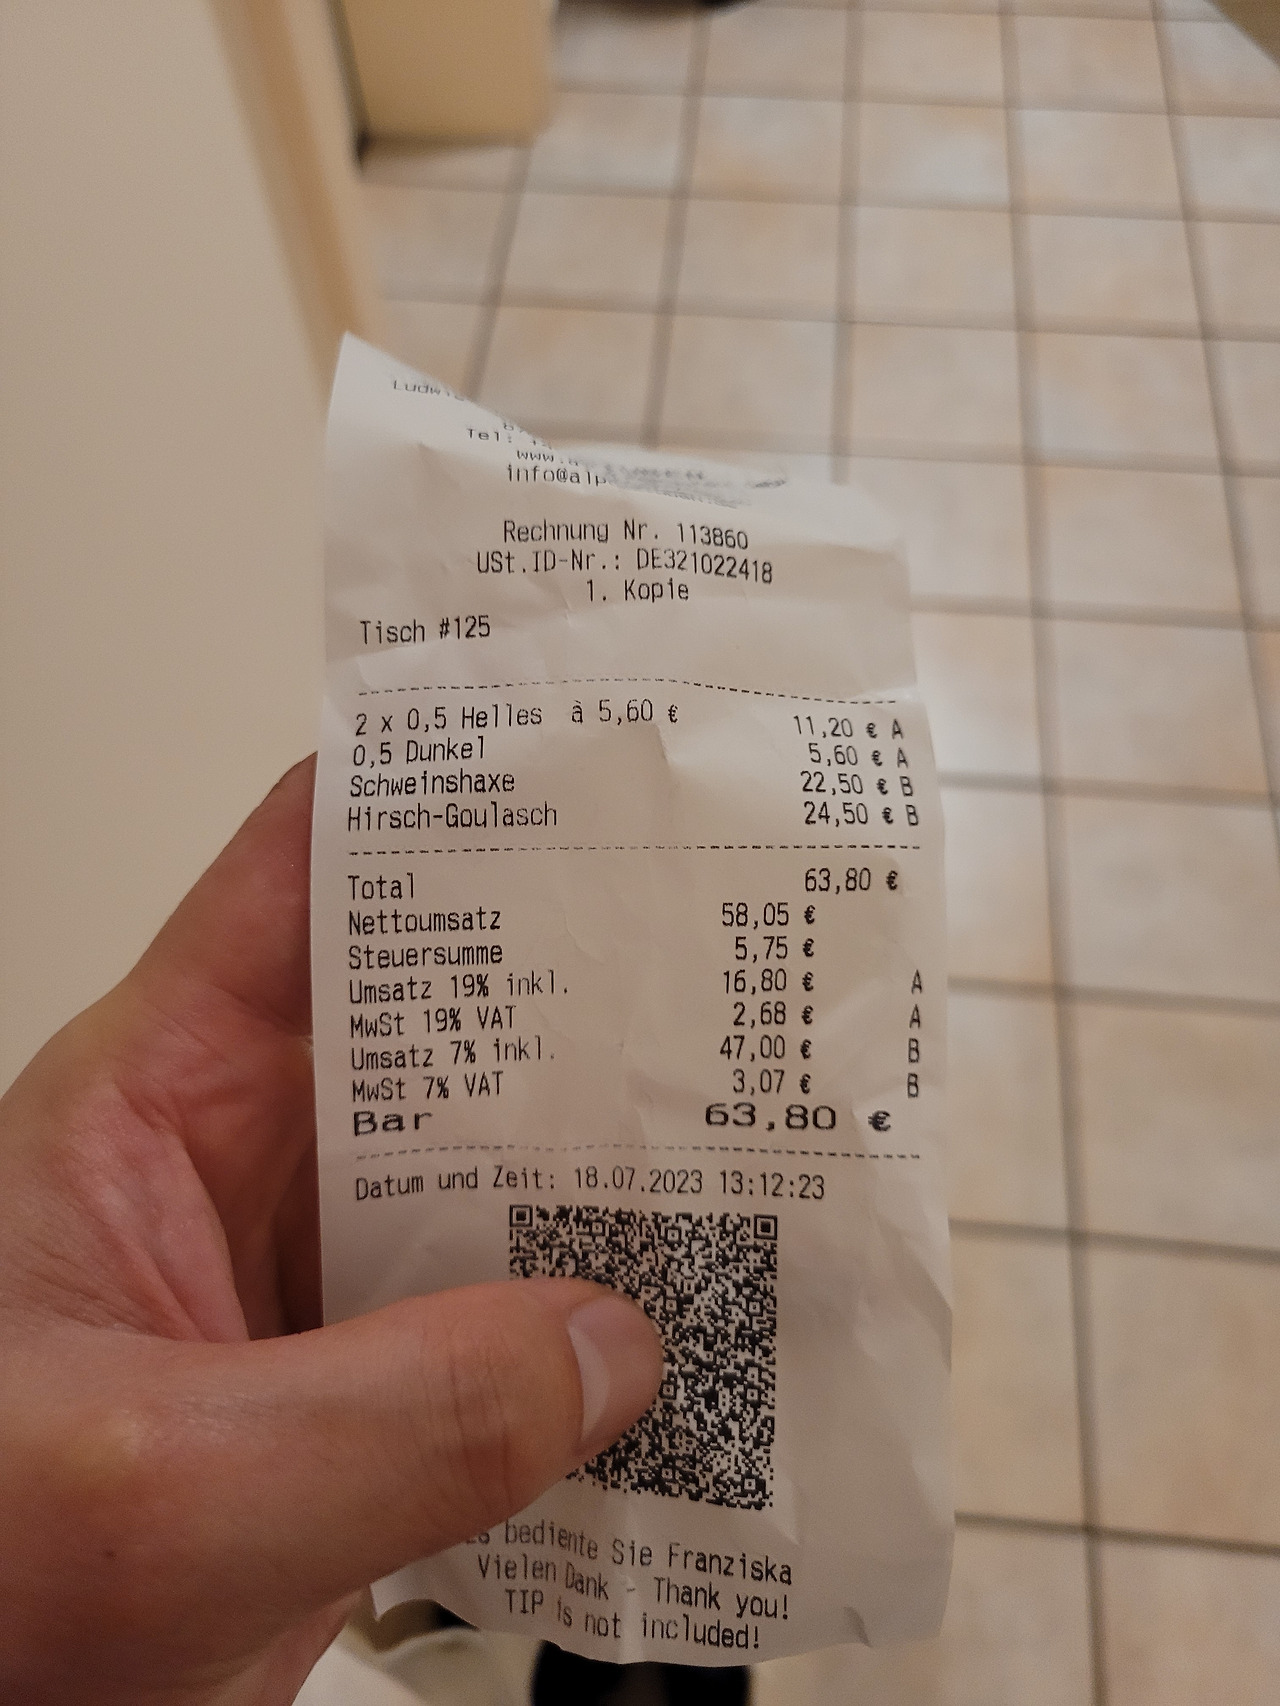 Tel:
www.
info@alp
Rechnung Nr. 113860
USt.ID-Nr.: DE321022418
1. Kopie
Tisch #125
2 x 0,5 Helles à 5,60 € 11,20 € A
0,5 Dunkel 5,60 € A
Schweinshaxe 22,50 € B
Hirsch-Goulasch 24,50 € B
Total 63,80 €
Nettoumsatz 58,05 €
Steuersumme 5,75 €
Umsatz 19% inkl. 16,80 € A
MwSt 19% VAT 2,68 € A
Umsatz 7% inkl. 47,00 € B
MwSt 7% VAT 3,07 € B
Bar 63,80 €
Datum und Zeit: 18.07.2023 13:12:23
bediente Sie Franziska
Vielen Dank - Thank you!
TIP is not included!